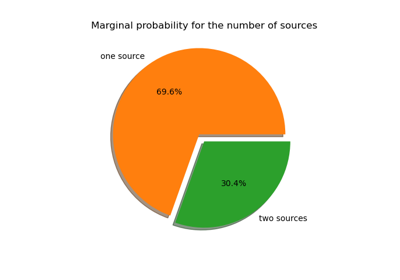 Marginal probability for the number of sources
one source
69.6%
30.4%
two sources